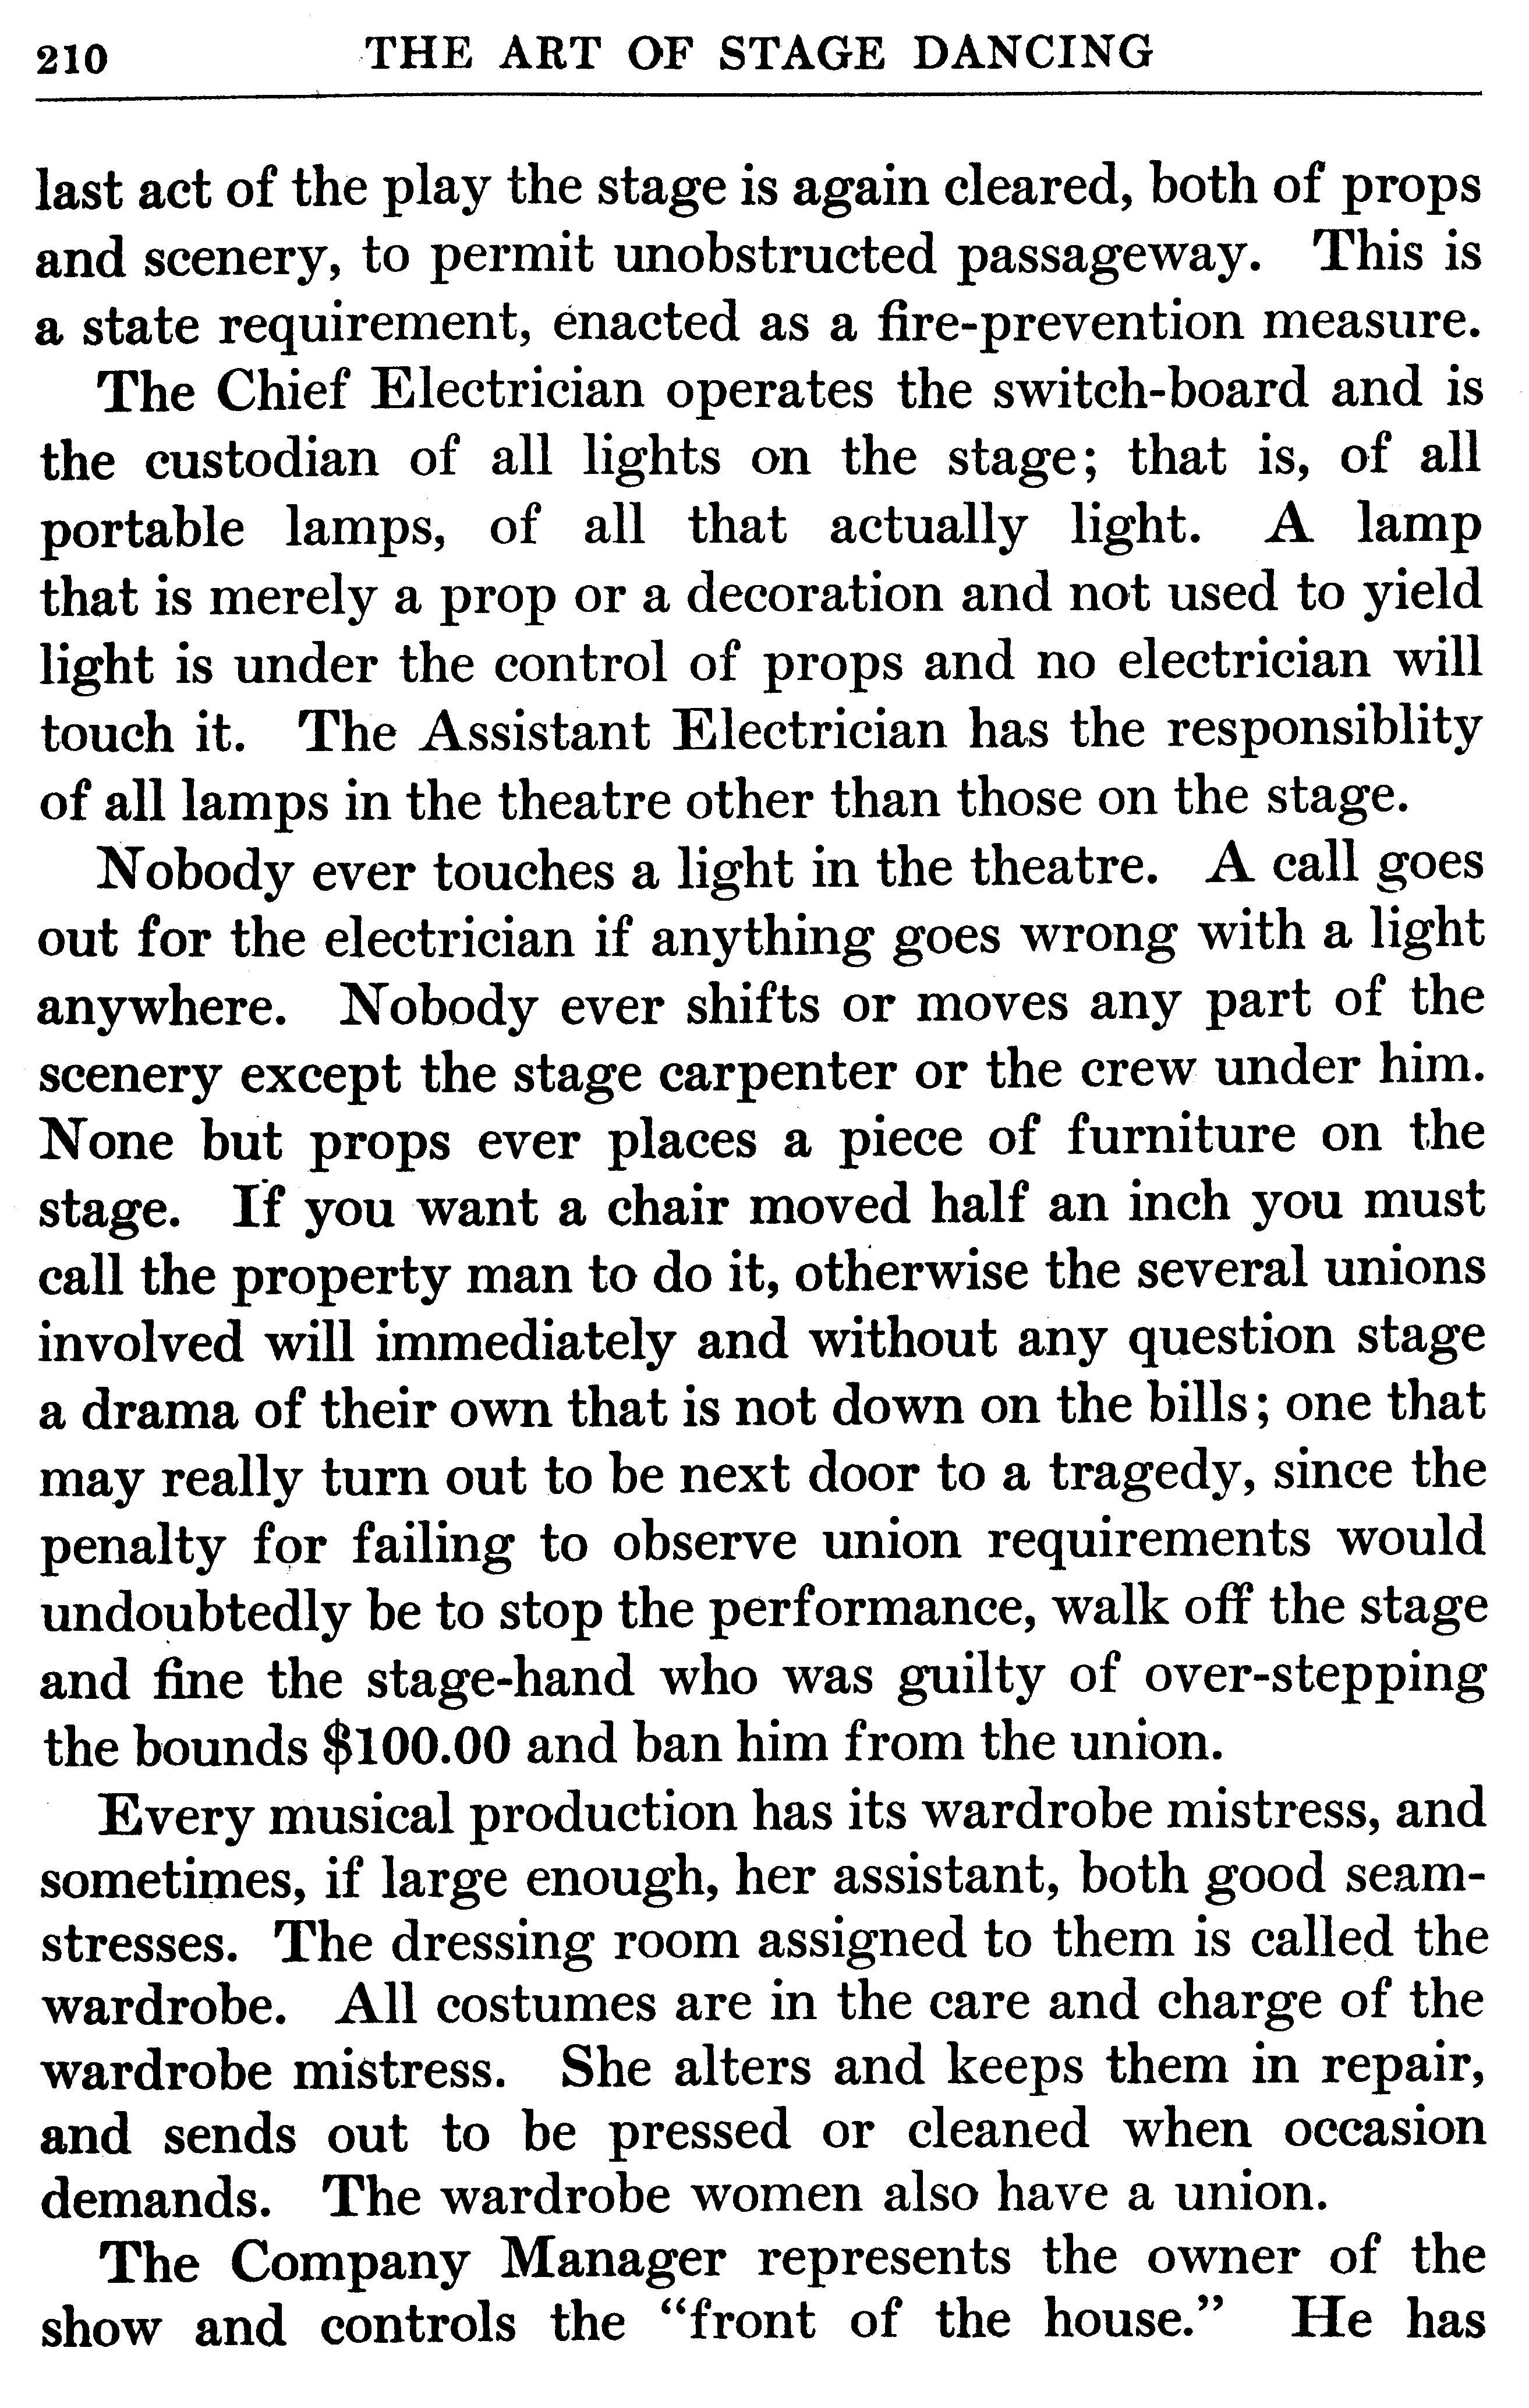 210 THE ART OF STAGE DANCING
last act of the play the stage is again cleared, both of props
and scenery, to permit unobstructed passageway. This is
a state requirement, enacted as a fire-prevention measure.
The Chief Electrician operates the switch-board and is
the custodian of all lights on the stage; that is, of all
portable lamps, of all that actually light. A lamp
that is merely a prop or a decoration and not used to yield
light is under the control of props and no electrician will
touch it. The Assistant Electrician has the responsiblity
of all lamps in the theatre other than those on the stage.
Nobody ever touches a light in the theatre. A call goes
out for the electrician if anything goes wrong with a light
anywhere. Nobody ever shifts or moves any part of the
scenery except the stage carpenter or the crew under him.
None but props ever places a piece of furniture on the
stage. If you want a chair moved half an inch you must
call the property man to do it, otherwise the several unions
involved will immediately and without any question stage
a drama of their own that is not down on the bills; one that
may really turn out to be next door to a tragedy, since the
penalty for failing to observe union requirements would
undoubtedly be to stop the performance, walk off the stage
and fine the stage-hand who was guilty of over-stepping
the bounds $100.00 and ban him from the union.
Every musical production has its wardrobe mistress, and
sometimes, if large enough, her assistant, both good seam-
stresses. The dressing room assigned to them is called the
wardrobe. All costumes are in the care and charge of the
wardrobe mistress. She alters and keeps them in repair,
and sends out to be pressed or cleaned when occasion
demands. The wardrobe women also have a union.
The Company Manager represents the owner of the
show and controls the "front of the house." He has